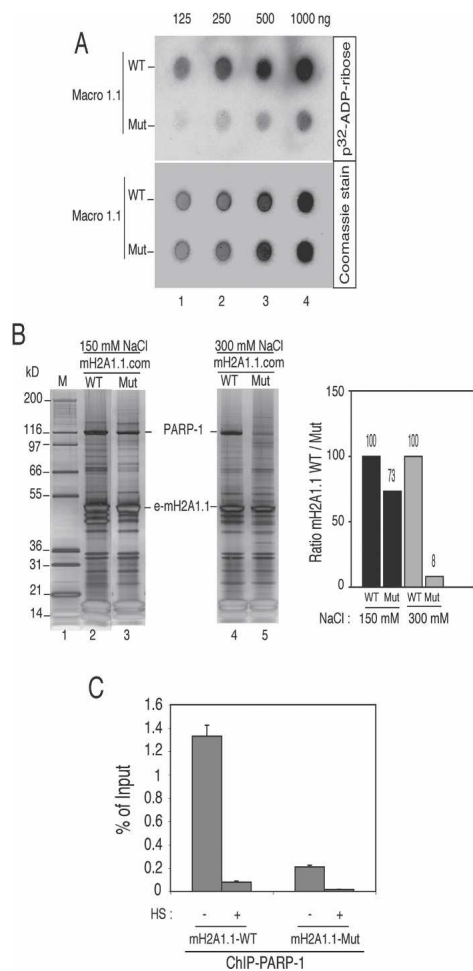 A
125 250 500 1000 ng
WT
Macro 1.1
Mut
p32-ADP-ribose
WT
Macro 1.1
Mut
Coomassie stain
1 2 3 4
B
150 mM NaCl 300 mM NaCl
mH2A1.1.com mH2A1.1.com
kD M WT Mut WT Mut
200
116
97
66
55
36
31
21
14
PARP-1
e-mH2A1.1
1 2 3 4 5
Ratio mH2A1.1 WT / Mut
150
100
50
0
100 73 100 8
WT Mut WT Mut
NaCl : 150 mM 300 mM
C
% of Input
1.6
1.4
1.2
1
0.8
0.6
0.4
0.2
0
HS : - + - +
mH2A1.1-WT mH2A1.1-Mut
ChIP-PARP-1